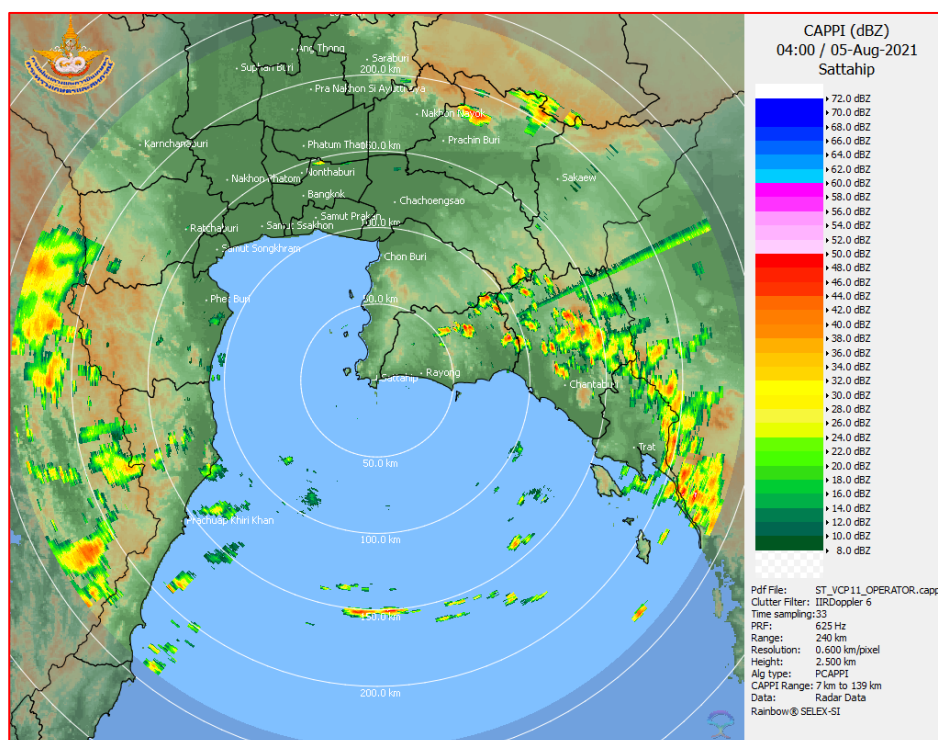 CAPPI (dBZ)
04:00 / 05-Aug-2021
Sattahip
72.0 dBZ
70.0 dBZ
68.0 dBZ
66.0 dBZ
64.0 dBZ
62.0 dBZ
60.0 dBZ
58.0 dBZ
56.0 dBZ
54.0 dBZ
52.0 dBZ
50.0 dBZ
48.0 dBZ
46.0 dBZ
44.0 dBZ
42.0 dBZ
40.0 dBZ
38.0 dBZ
36.0 dBZ
34.0 dBZ
32.0 dBZ
30.0 dBZ
28.0 dBZ
26.0 dBZ
24.0 dBZ
22.0 dBZ
20.0 dBZ
18.0 dBZ
16.0 dBZ
14.0 dBZ
12.0 dBZ
10.0 dBZ
8.0 dBZ
Pdf File: ST_VCP11_OPERATOR.capp
Clutter Filter: IIRDoppler 6
Time sampling:33
PRF: 625 Hz
Range: 240 km
Resolution: 0.600 km/pixel
Height: 2.500 km
Alg type: PCAPPI
CAPPI Range: 7 km to 139 km
Data: Radar Data
Rainbow® SELEX-SI
Ang Thong
Saraburi
Suphan Buri
200.0 km
Pra Nakhon Si Ayutthaya
Nakhon Nayok
Karnchanaburi
Phatum Thani
Prachin Buri
Nonthaburi
Nakhon Phatom
Sakaew
Bangkok
Chachoengsao
Samut Prakan
Ratchaburi
Samut Ssakhon
Samut Songkhram
Chon Buri
Phet Buri
50.0 km
Rayong
Sattahip
Chantaburi
Trat
50.0 km
Prachuap Khiri Khan
100.0 km
150.0 km
200.0 km